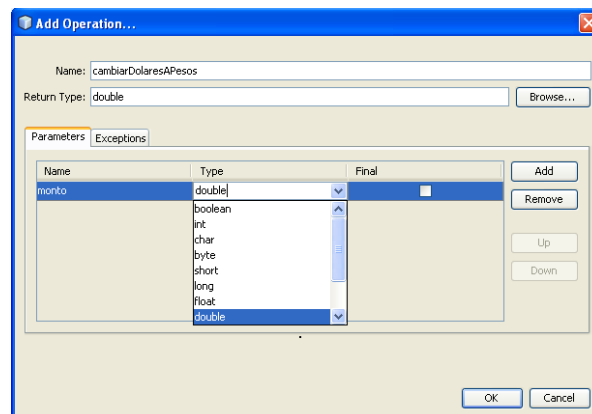 Add Operation...
Name: cambiarDolaresAPesos
Return Type: double Browse...
Parameters Exceptions
Name Type Final Add
monto double Remove
boolean
int
char Up
byte
short Down
long
float
double
OK Cancel